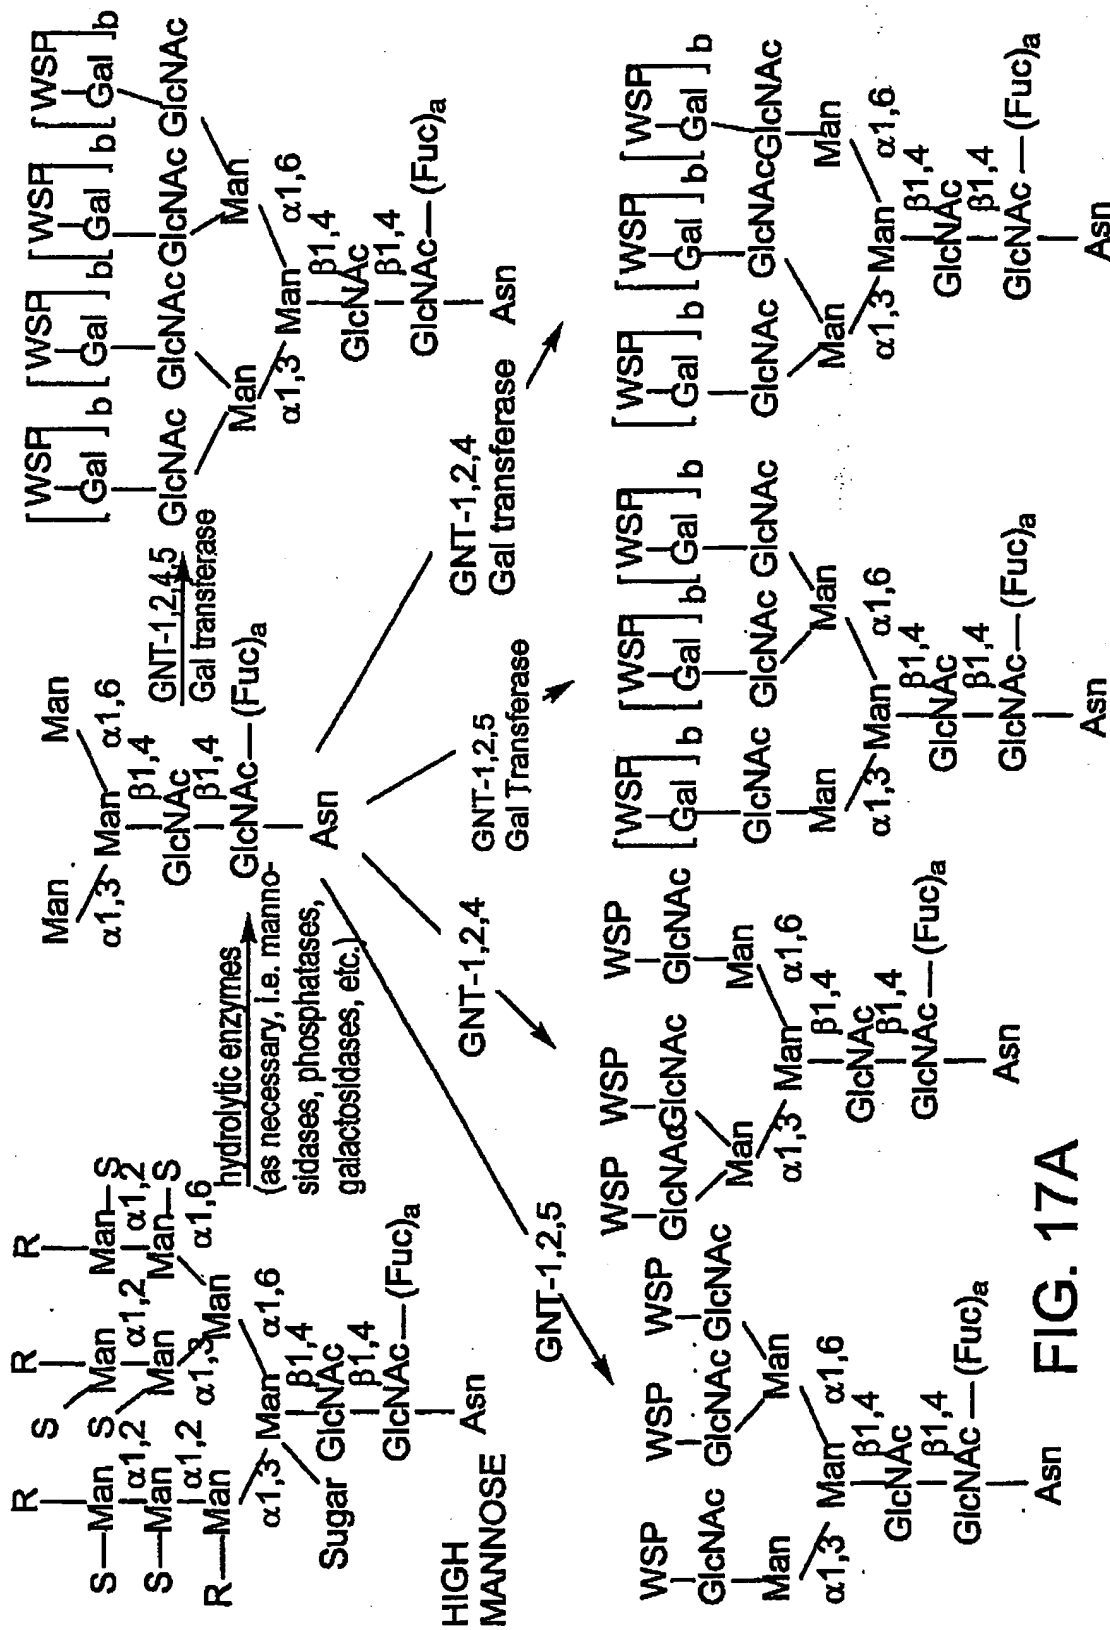 R R R
S
S—Man Man Man—S
α1,2 α1,2 α1,2
S—Man S Man Man—S
α1,2 α1,3 α1,6
R—Man Man
α1,3 Man α1,6
β1,4
Sugar GlcNAc
β1,4
GlcNAc—(Fuc)a
Asn
HIGH
MANNOSE
hydrolytic enzymes
(as necessary, i.e. manno-
sidases, phosphatases,
galactosidases, etc.)
Man Man
α1,3 Man α1,6
β1,4
GlcNAc
β1,4
GlcNAc—(Fuc)a
Asn
GNT-1,2,4,5
Gal transferase
[WSP] [WSP] [WSP] [WSP]
[Gal]b [Gal]b [Gal]b [Gal]b
GlcNAc GlcNAc GlcNAc GlcNAc
Man Man
α1,3 Man α1,6
β1,4
GlcNAc
β1,4
GlcNAc—(Fuc)a
Asn
GNT-1,2,5
GNT-1,2,4
GNT-1,2,5
Gal Transferase
GNT-1,2,4
Gal transferase
WSP WSP WSP
GlcNAc GlcNAc GlcNAc
Man Man
α1,3 Man α1,6
β1,4
GlcNAc
β1,4
GlcNAc—(Fuc)a
Asn
WSP WSP WSP
GlcNAc GlcNAc GlcNAc
Man Man
α1,3 Man α1,6
β1,4
GlcNAc
β1,4
GlcNAc—(Fuc)a
Asn
[WSP] [WSP] [WSP]
[Gal]b [Gal]b [Gal]b
GlcNAc GlcNAc GlcNAc
Man Man
α1,3 Man α1,6
β1,4
GlcNAc
β1,4
GlcNAc—(Fuc)a
Asn
[WSP] [WSP] [WSP]
[Gal]b [Gal]b [Gal]b
GlcNAc GlcNAc GlcNAc
Man Man
α1,3 Man α1,6
β1,4
GlcNAc
β1,4
GlcNAc—(Fuc)a
Asn
FIG. 17A